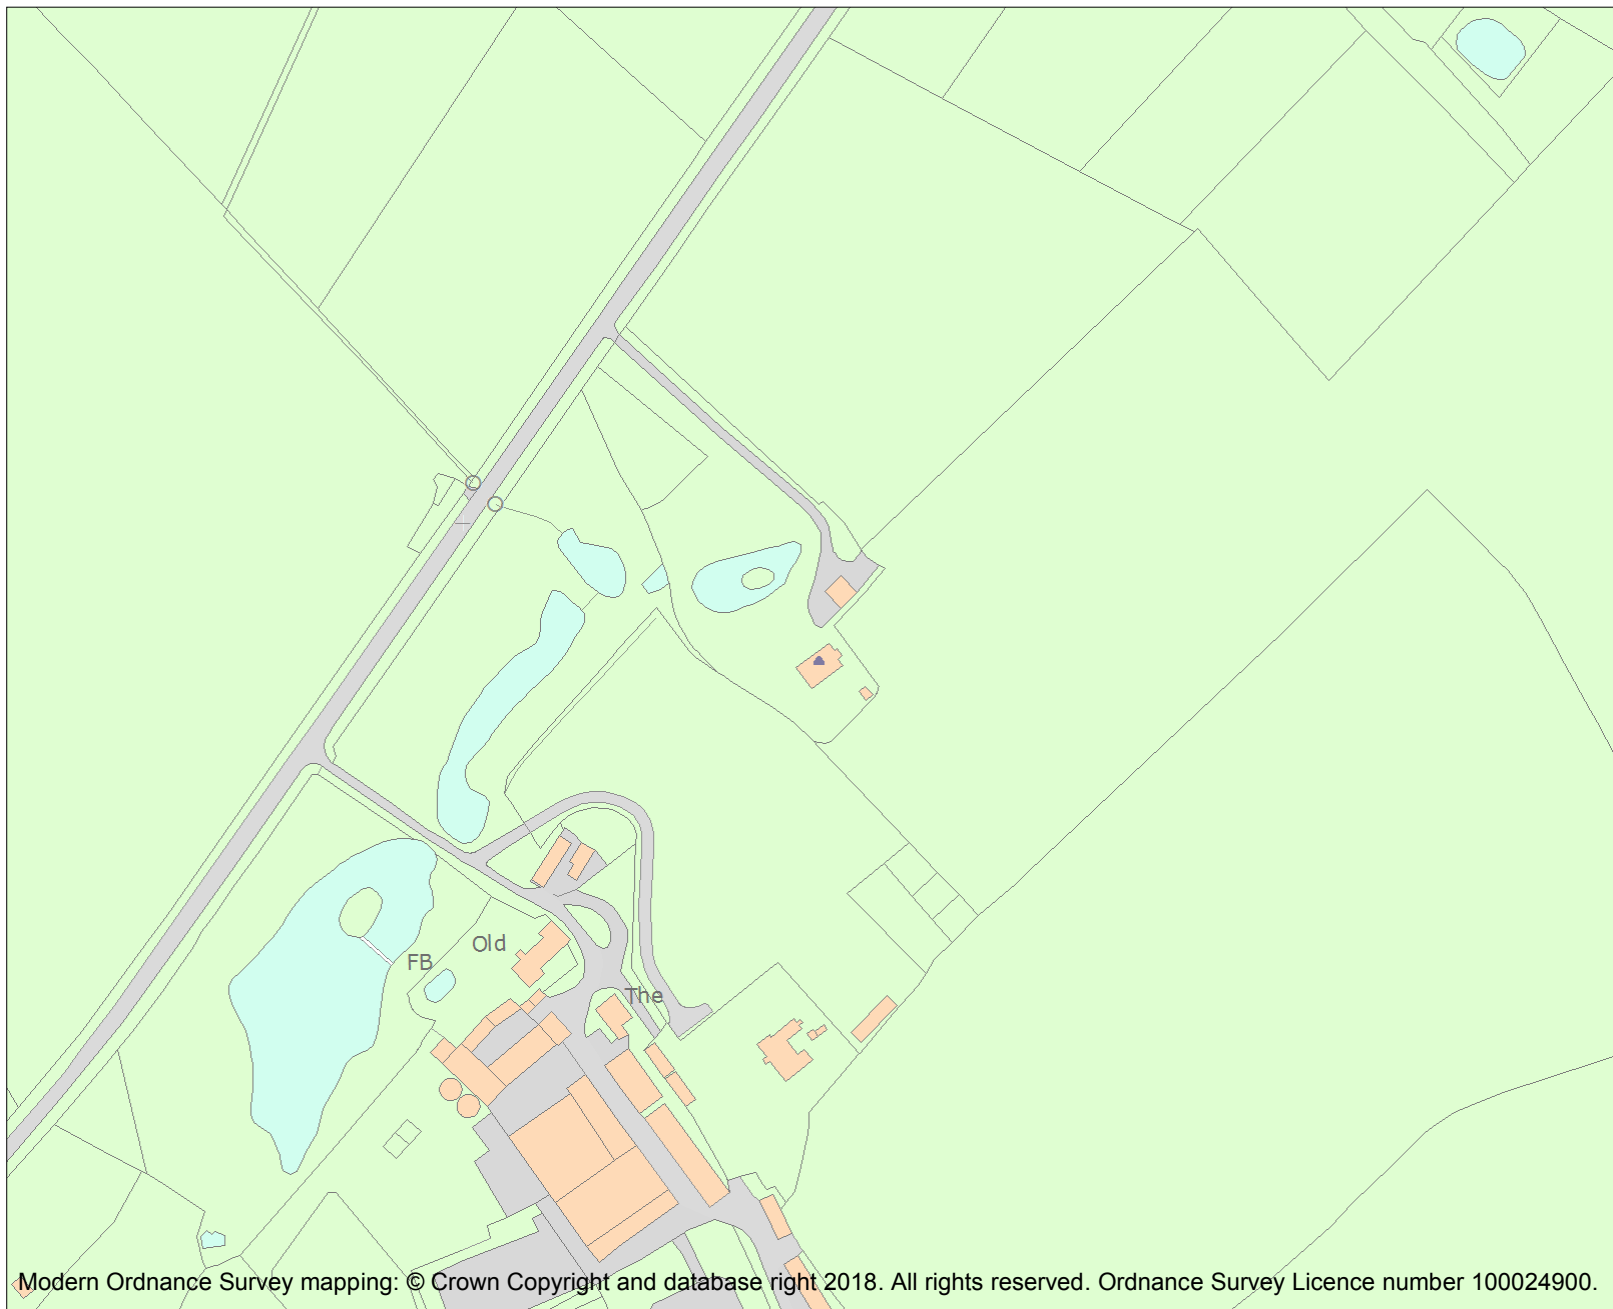 Old
FB
The
Modern Ordnance Survey mapping: © Crown Copyright and database right 2018. All rights reserved. Ordnance Survey Licence number 100024900.